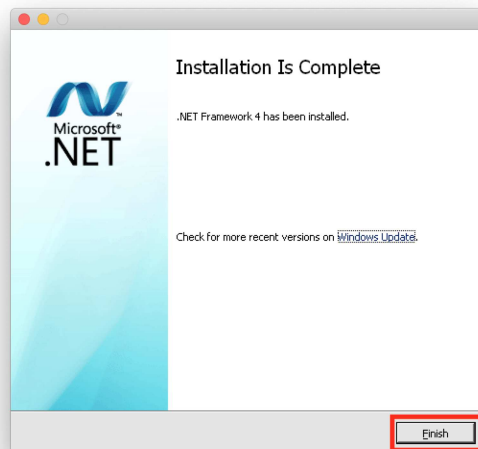 Installation Is Complete
.NET Framework 4 has been installed.
Microsoft®
.NET™
Check for more recent versions on Windows Update.
Finish